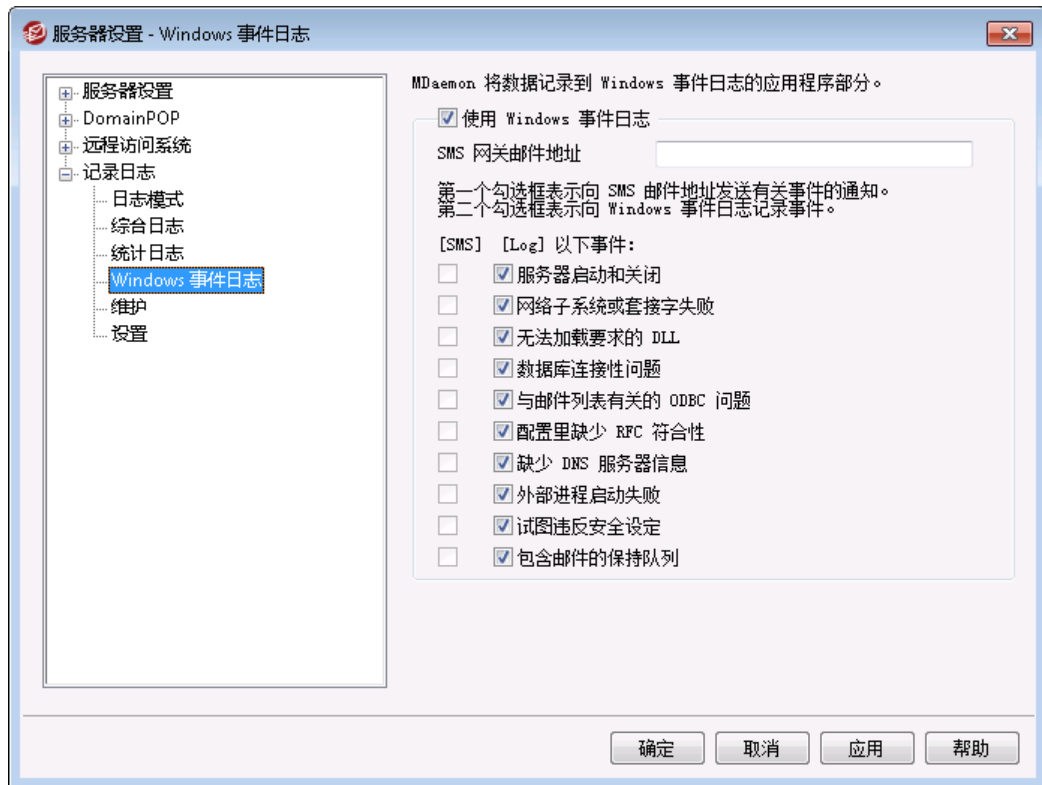 服务器设置 - Windows 事件日志
服务器设置
DomainPOP
远程访问系统
记录日志
日志模式
综合日志
统计日志
Windows 事件日志
维护
设置
MDaemon 将数据记录到 Windows 事件日志的应用程序部分。
使用 Windows 事件日志
SMS 网关邮件地址
第一个勾选框表示向 SMS 邮件地址发送有关事件的通知。
第二个勾选框表示向 Windows 事件日志记录事件。
[SMS] [Log] 以下事件:
服务器启动和关闭
网络子系统或套接字失败
无法加载要求的 DLL
数据库连接性问题
与邮件列表有关的 ODBC 问题
配置里缺少 RFC 符合性
缺少 DNS 服务器信息
外部进程启动失败
试图违反安全设定
包含邮件的保持队列
确定
取消
应用
帮助